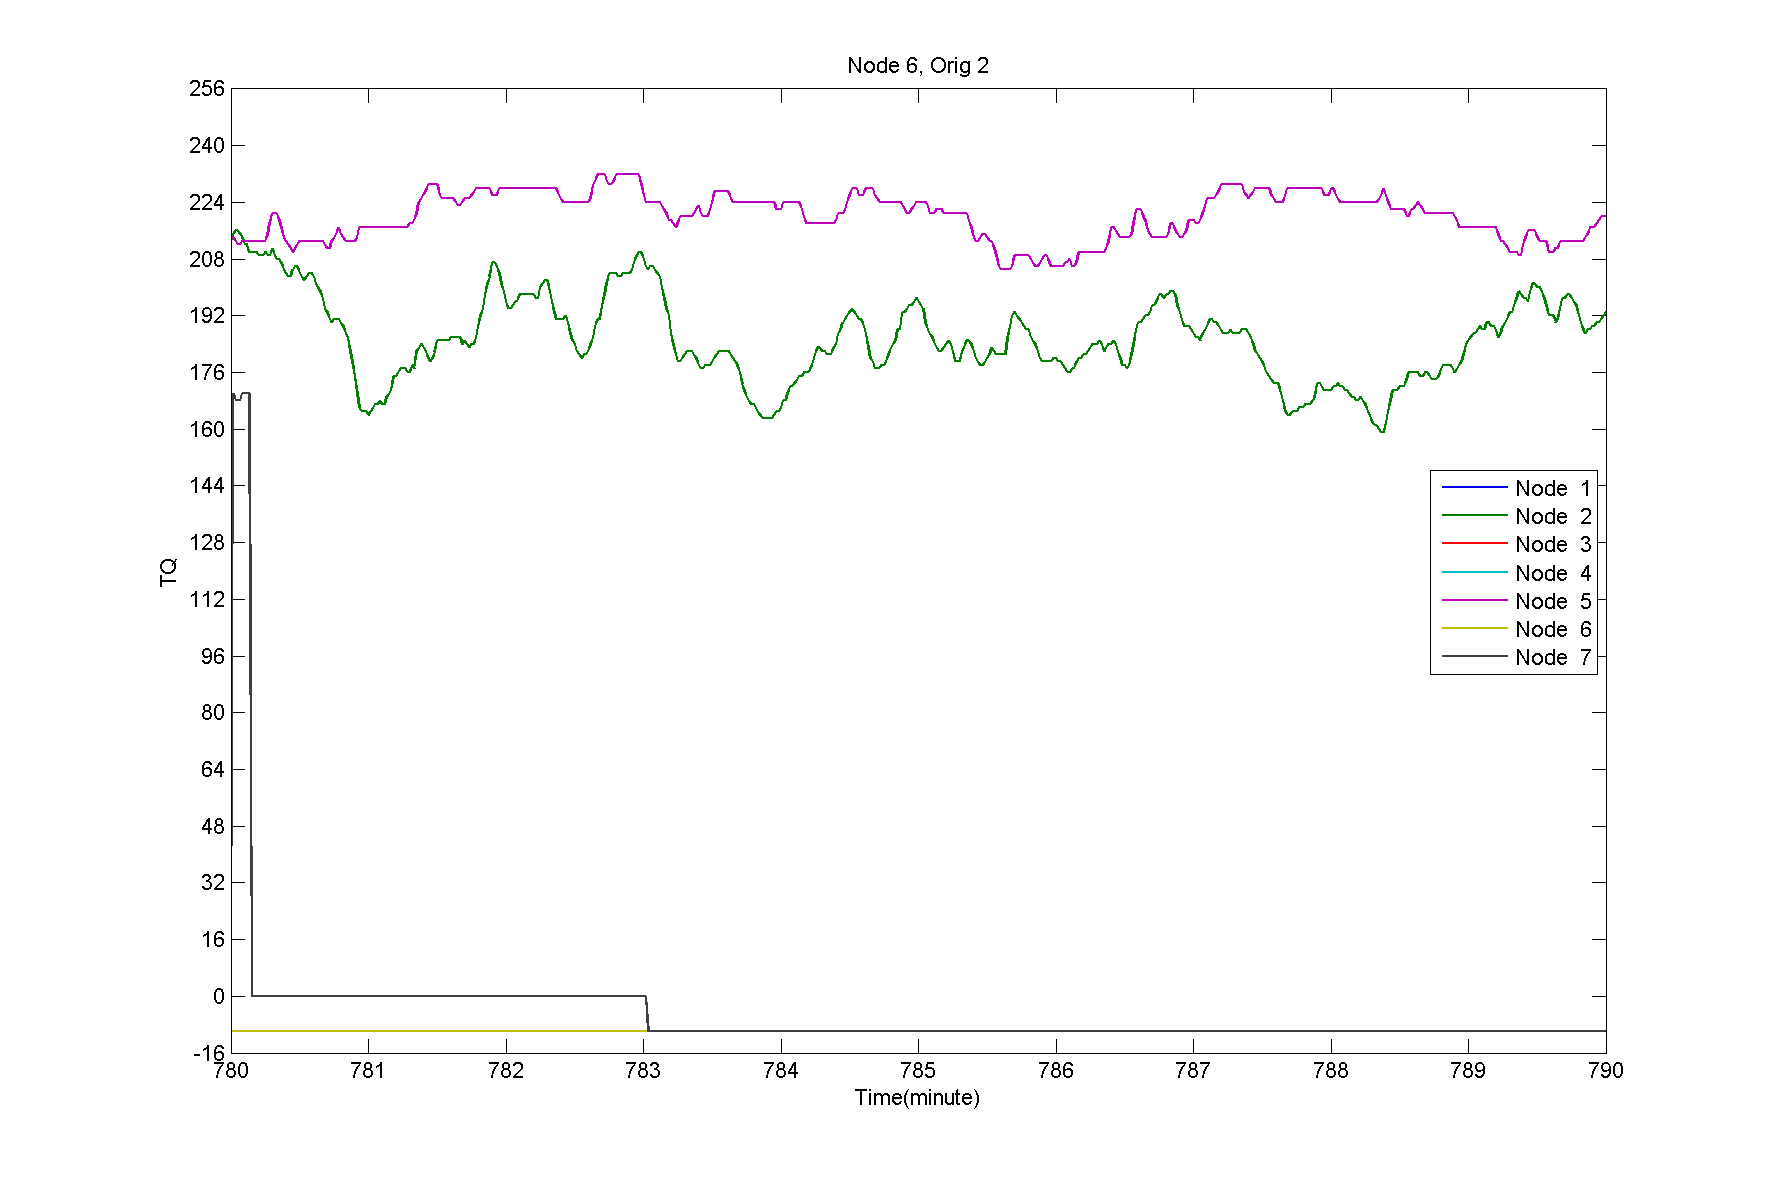 Node 6, Orig 2
256
240
224
208
192
176
160
144
128
112
96
80
64
48
32
16
0
-16
TQ
780 781 782 783 784 785 786 787 788 789 790
Time(minute)
Node 1
Node 2
Node 3
Node 4
Node 5
Node 6
Node 7